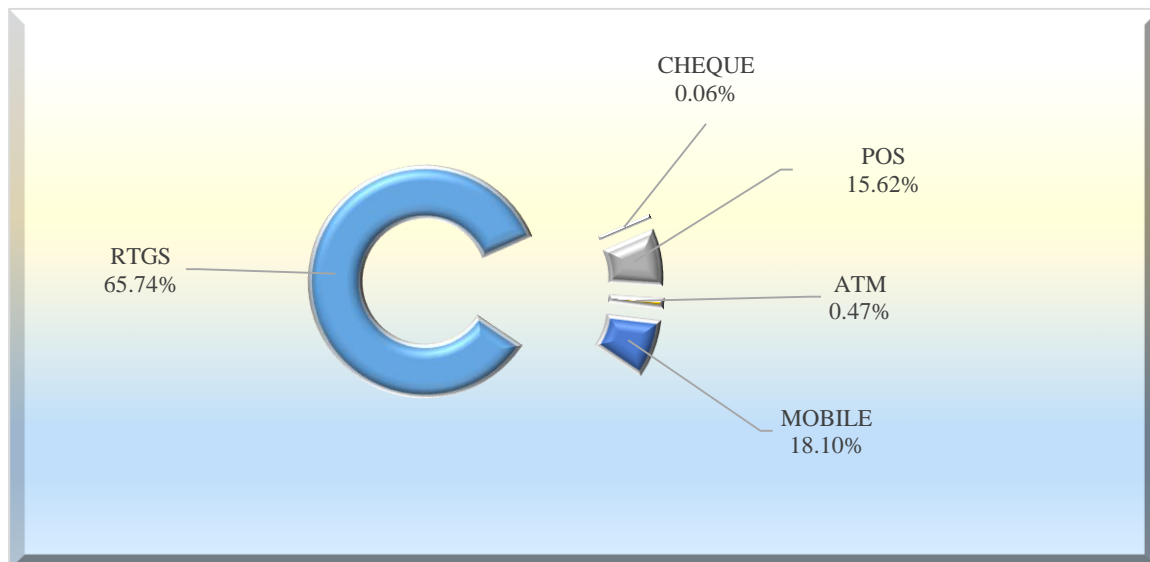 CHEQUE
0.06%
POS
15.62%
RTGS
65.74%
ATM
0.47%
MOBILE
18.10%